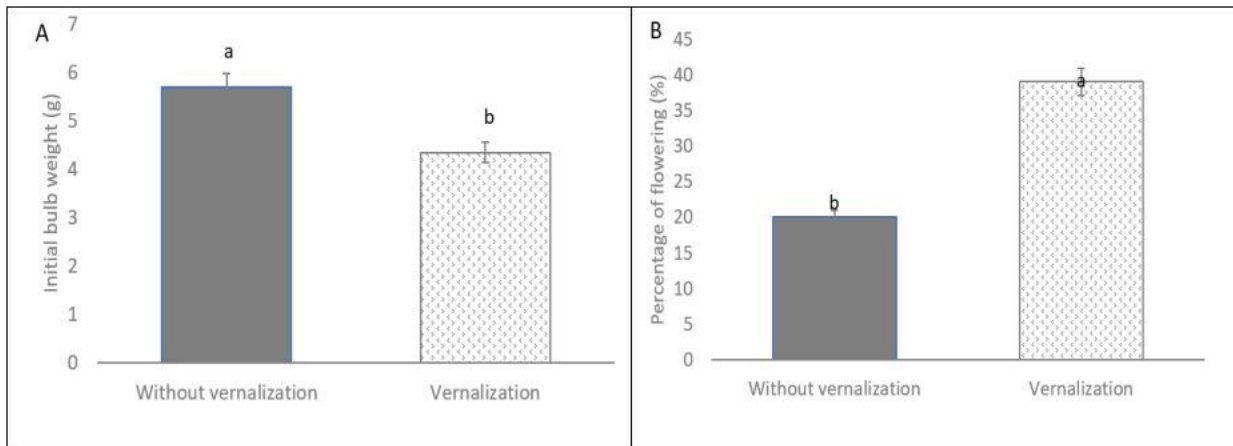 A
Initial bulb weight (g)
7
6
5
4
3
2
1
0
a
b
Without vernalization
Vernalization
B
Percentage of flowering (%)
45
40
35
30
25
20
15
10
5
0
b
a
Without vernalization
Vernalization